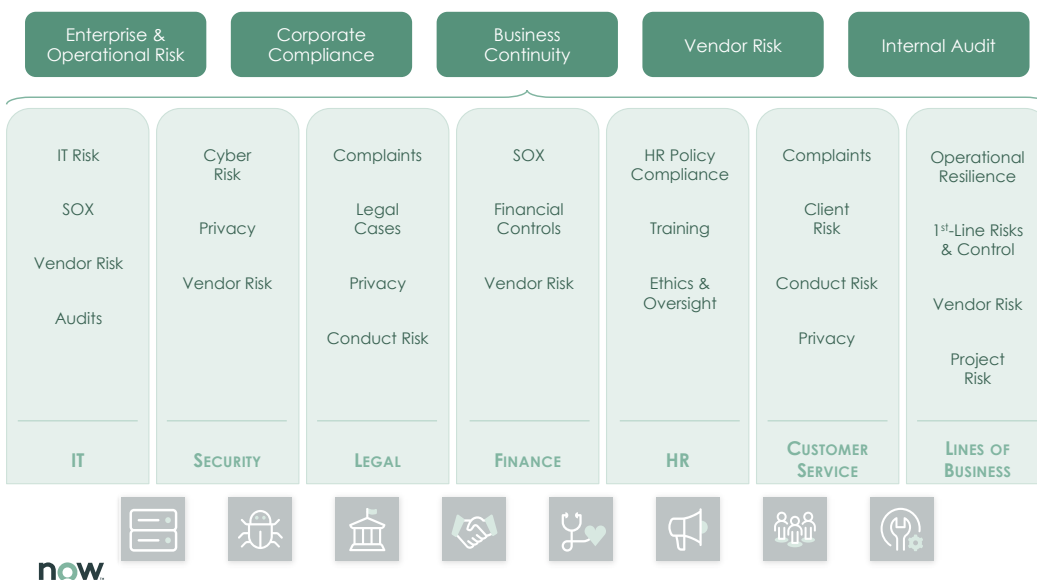 Enterprise &
Operational Risk
Corporate
Compliance
Business
Continuity
Vendor Risk
Internal Audit
IT Risk
SOX
Vendor Risk
Audits
IT
Cyber
Risk
Privacy
Vendor Risk
Security
Complaints
Legal
Cases
Privacy
Conduct Risk
Legal
SOX
Financial
Controls
Vendor Risk
Finance
HR Policy
Compliance
Training
Ethics &
Oversight
HR
Complaints
Client
Risk
Conduct Risk
Privacy
Customer
Service
Operational
Resilience
1st-Line Risks
& Control
Vendor Risk
Project
Risk
Lines of
Business
now